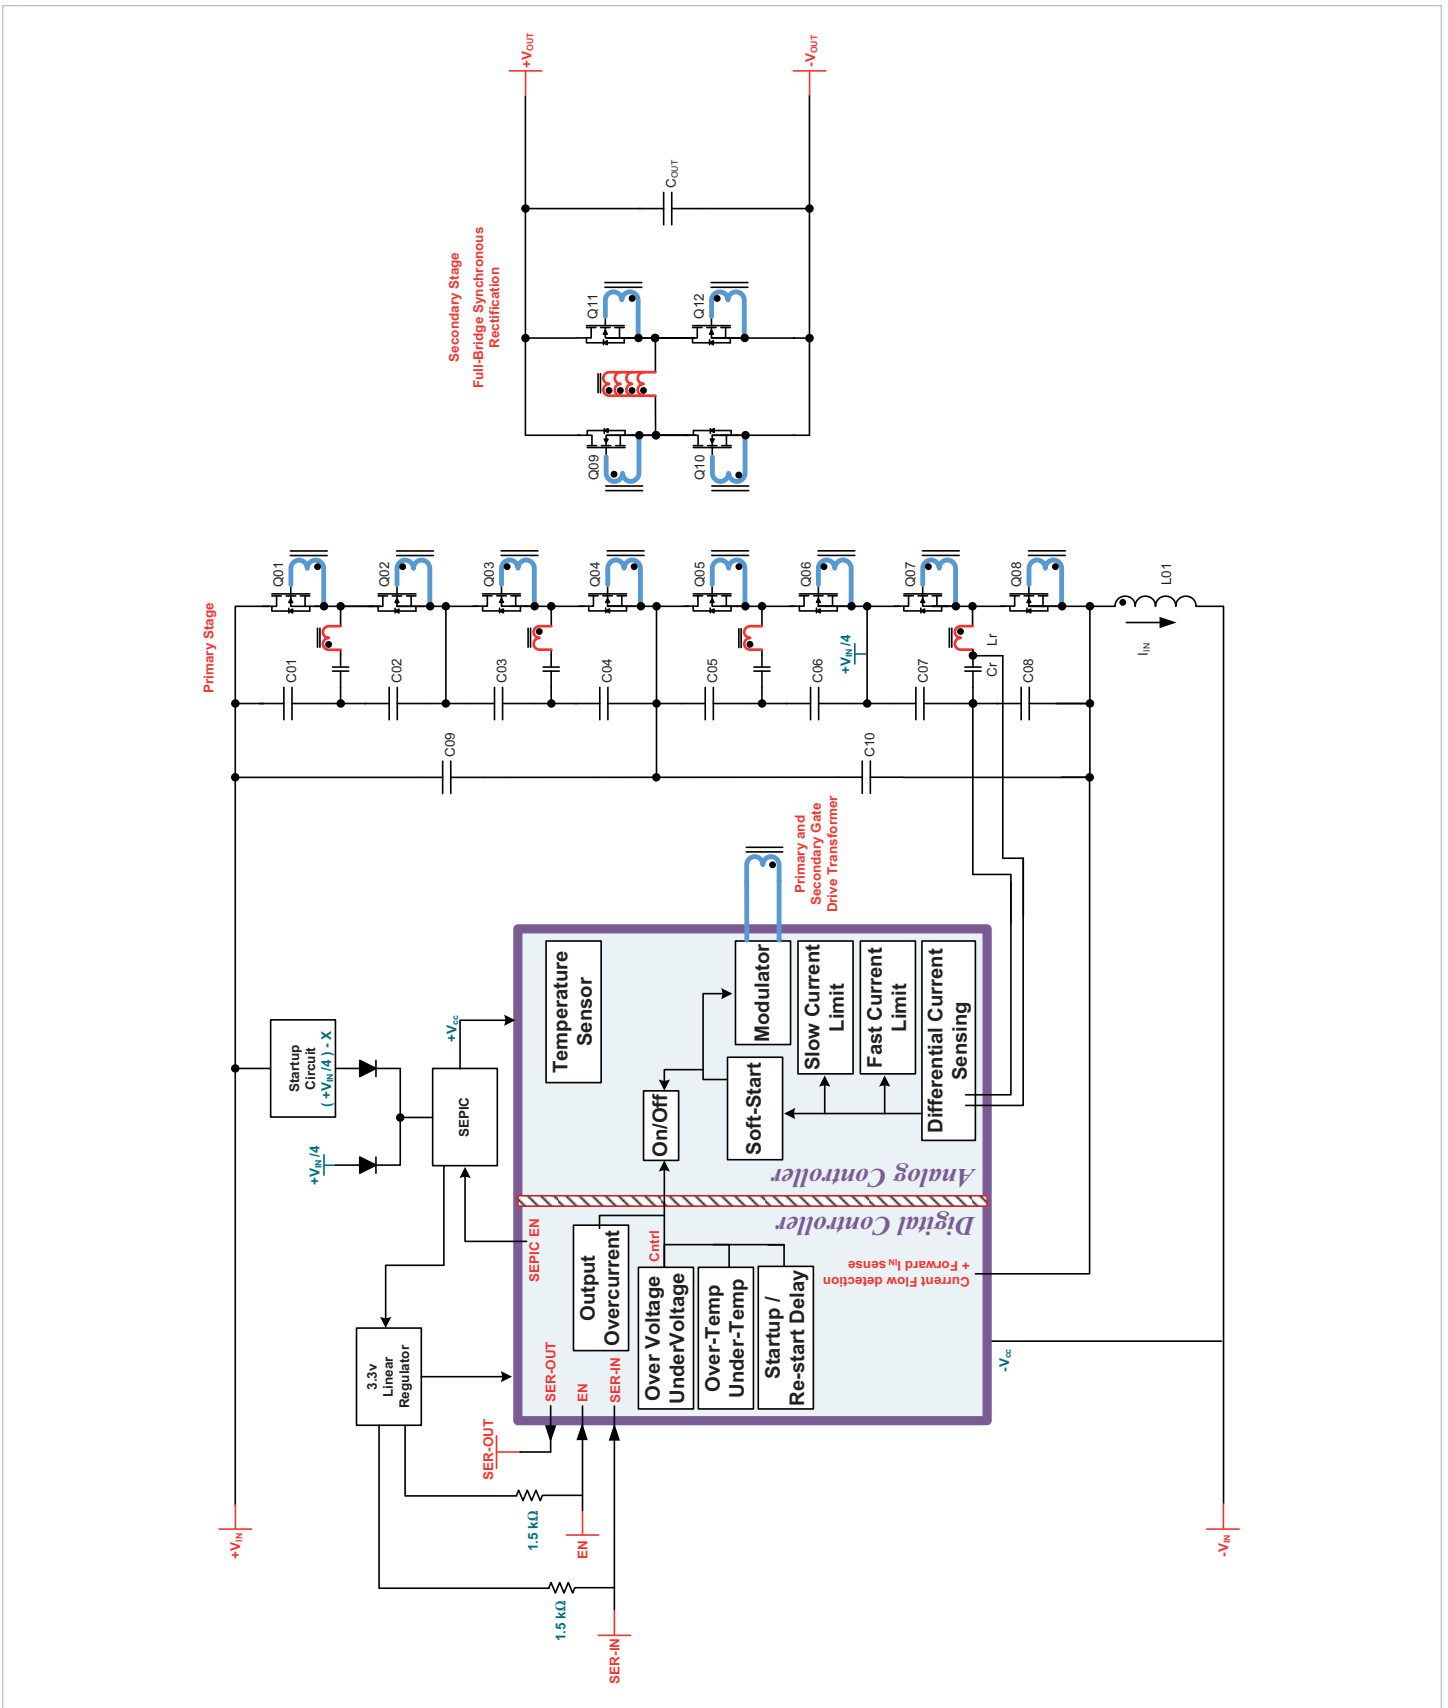 +VOUT
-VOUT
COUT
Secondary Stage
Full-Bridge Synchronous
Rectification
Q11
Q12
Q09
Q10
Primary Stage
Q01
Q02
Q03
Q04
Q05
Q06
Q07
Q08
C01
C02
C03
C04
C05
C06
C07
C08
+VIN/4
Cr
Lr
L01
IIN
C09
C10
Primary and
Secondary Gate
Drive Transformer
Startup
Circuit
( +VIN/4 ) - X
+VIN/4
SEPIC
+Vcc
3.3v
Linear
Regulator
Temperature
Sensor
Modulator
Slow Current
Limit
Fast Current
Limit
Differential Current
Sensing
On/Off
Soft-Start
Analog Controller
Digital Controller
SEPIC EN
Output
Overcurrent
Cntrl
Over Voltage
UnderVoltage
Over-Temp
Under-Temp
Startup /
Re-start Delay
Current Flow detection
+ Forward IIN sense
SER-OUT
EN
SER-IN
SER-OUT
1.5 kΩ
EN
1.5 kΩ
SER-IN
-Vcc
+VIN
-VIN